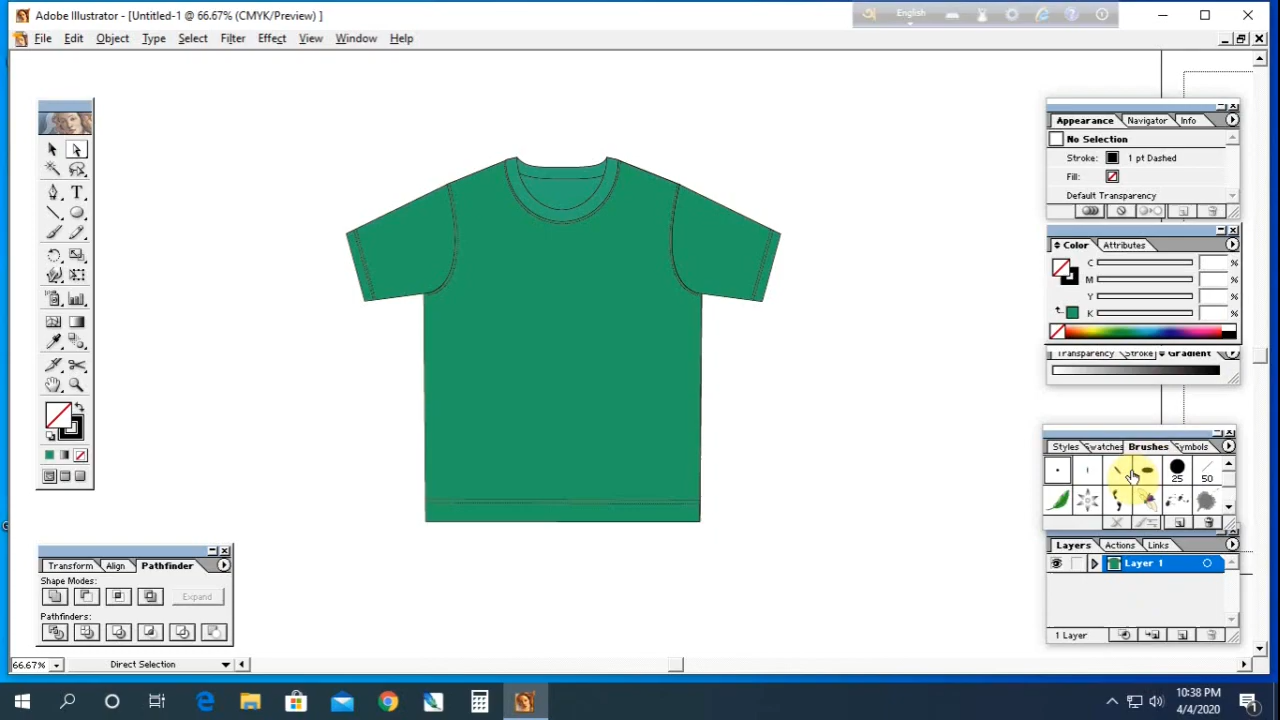 Adobe Illustrator - [Untitled-1 @ 66.67% (CMYK/Preview) ]
English
File Edit Object Type Select Filter Effect View Window Help
Appearance Navigator Info
No Selection
Stroke: 1 pt Dashed
Fill:
Default Transparency
Color Attributes
C %
M %
Y %
K %
Transparency Stroke Gradient
Styles Swatches Brushes Symbols
25 50
Layers Actions Links
Layer 1
1 Layer
Transform Align Pathfinder
Shape Modes:
Expand
Pathfinders:
66.67% Direct Selection
10:38 PM
4/4/2020